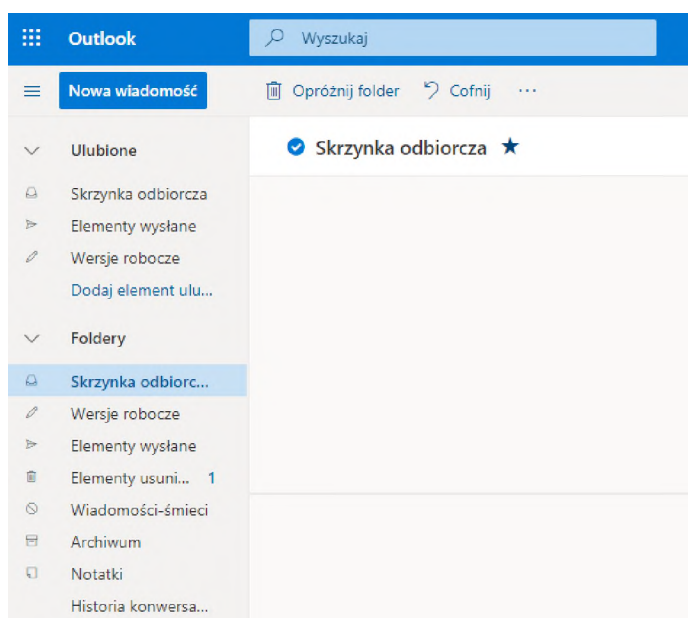 Outlook
Wyszukaj
Nowa wiadomość
Opróżnij folder
Cofnij
···
Ulubione
Skrzynka odbiorcza
Skrzynka odbiorcza
Elementy wysłane
Wersje robocze
Dodaj element ulu...
Foldery
Skrzynka odbiorc...
Wersje robocze
Elementy wysłane
Elementy usuni... 1
Wiadomości-śmieci
Archiwum
Notatki
Historia konwersa...